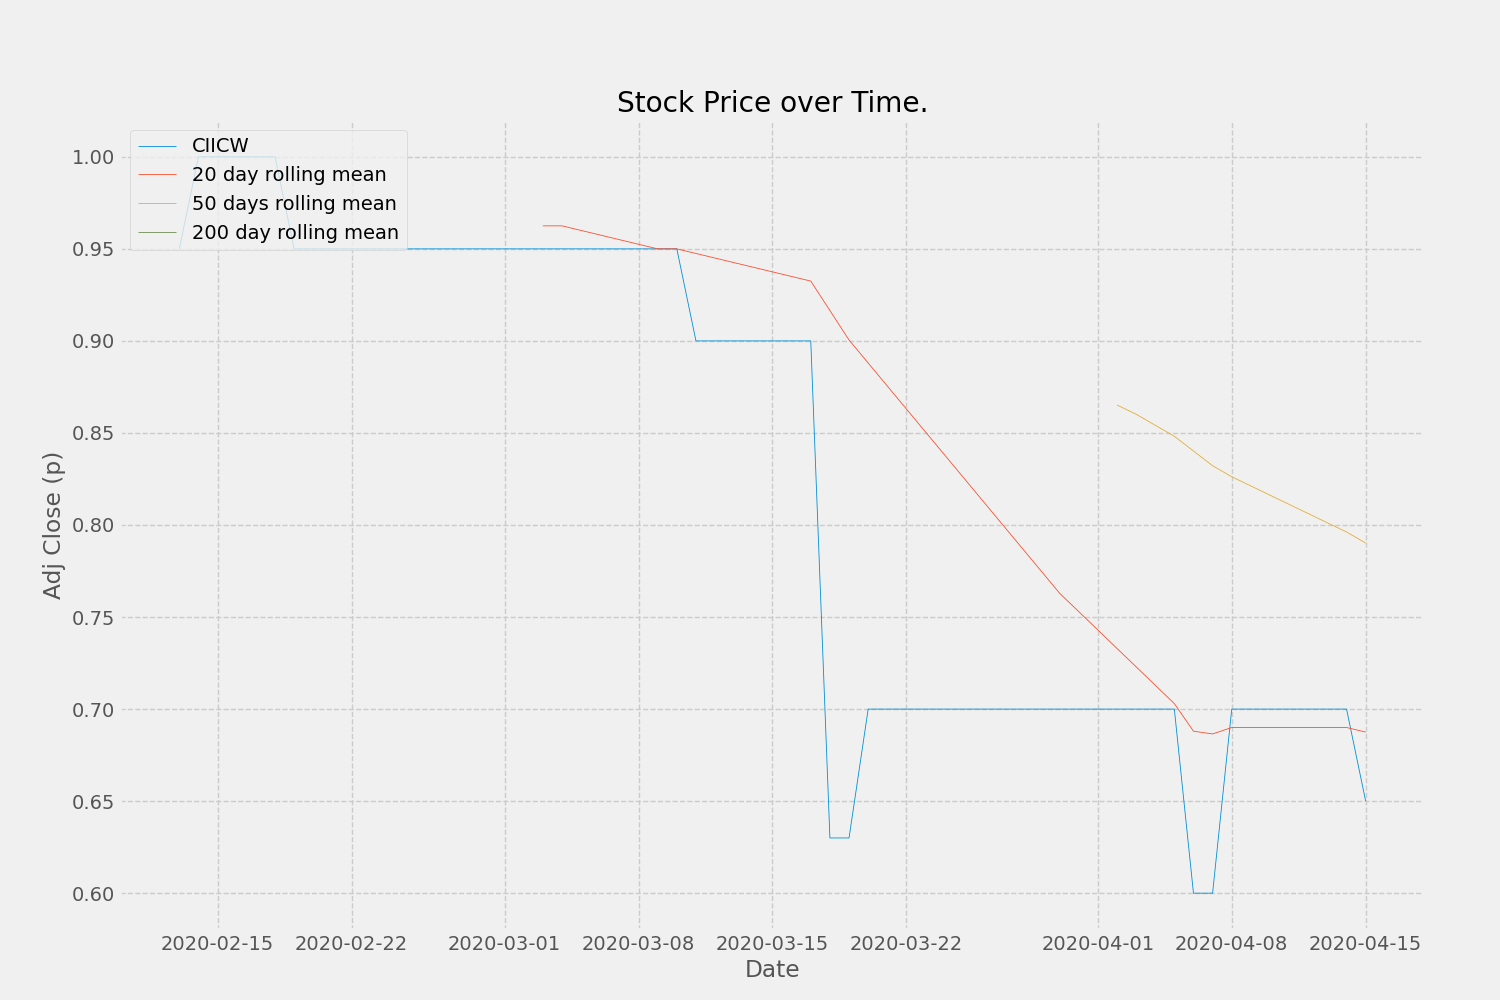 Stock Price over Time.
CIICW
20 day rolling mean
50 days rolling mean
200 day rolling mean
1.00
0.95
0.90
0.85
0.80
0.75
0.70
0.65
0.60
Adj Close (p)
2020-02-15 2020-02-22 2020-03-01 2020-03-08 2020-03-15 2020-03-22 2020-04-01 2020-04-08 2020-04-15
Date